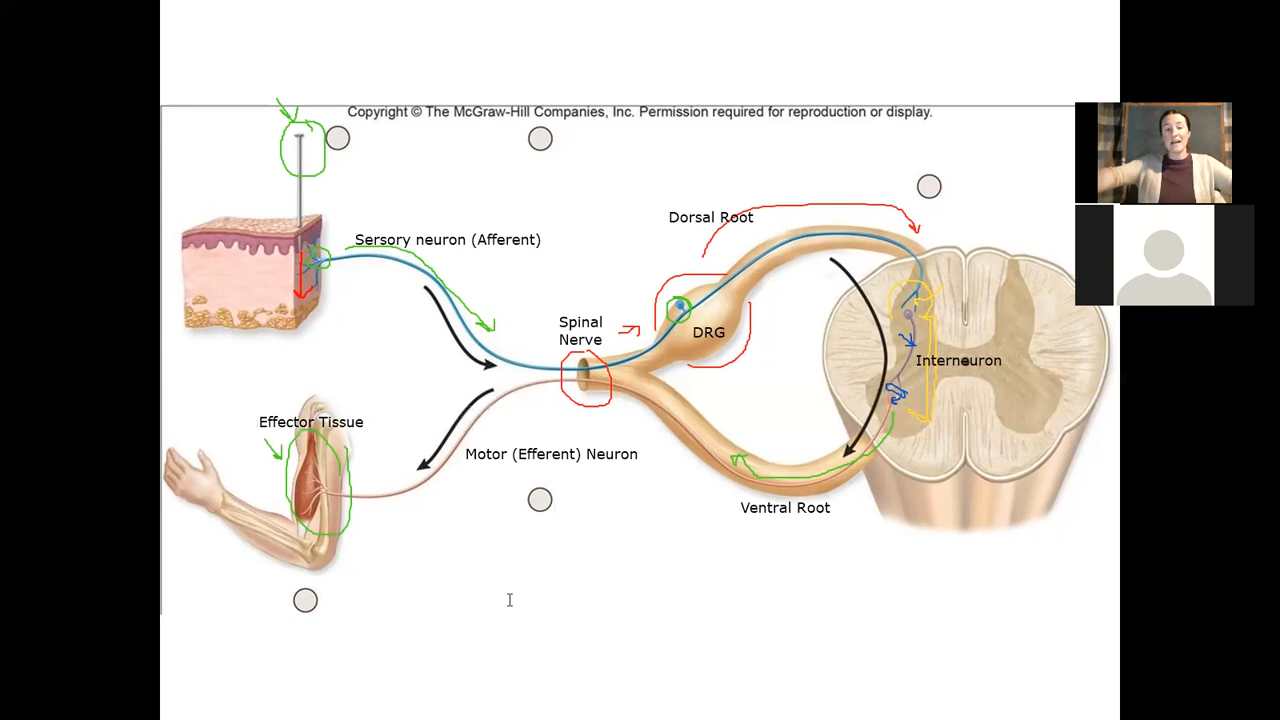 Copyright © The McGraw-Hill Companies, Inc. Permission required for reproduction or display.
Dorsal Root
Sersory neuron (Afferent)
Spinal
Nerve
DRG
Interneuron
Effector Tissue
Motor (Efferent) Neuron
Ventral Root